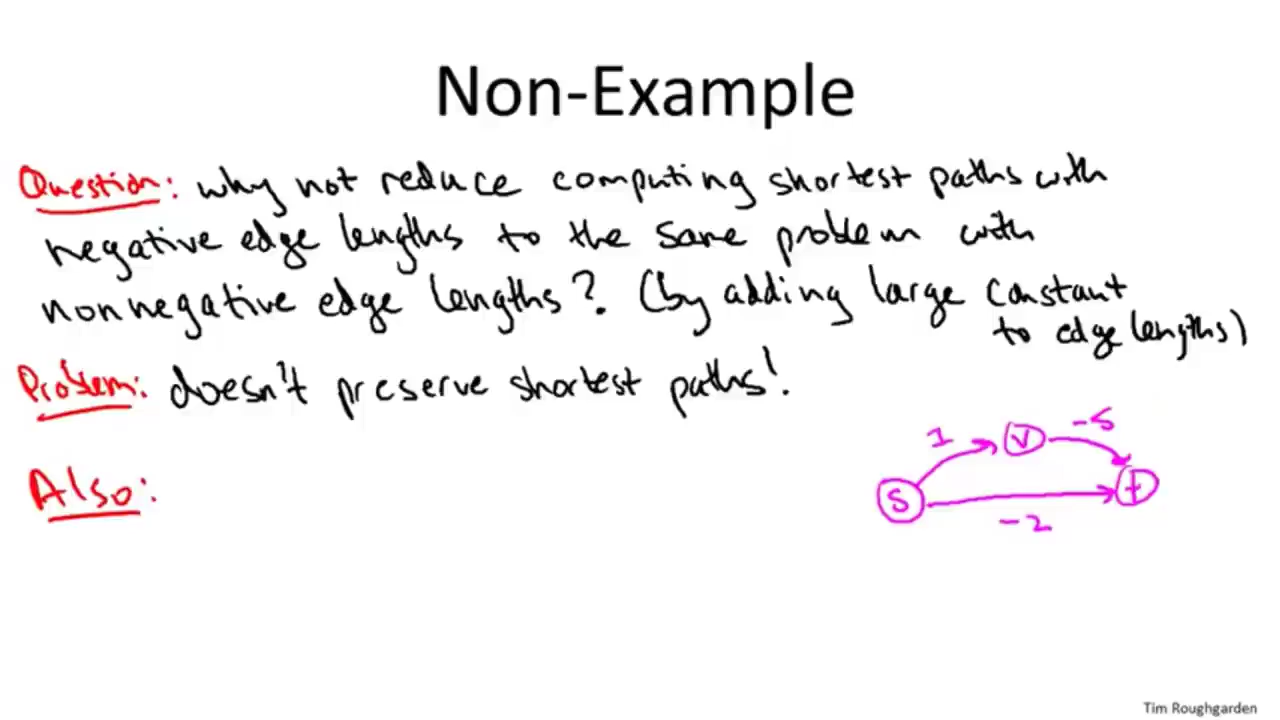 Non-Example
Question: why not reduce computing shortest paths with
negative edge lengths to the same problem with
nonnegative edge lengths? (by adding large constant
to edge lengths)
Problem: doesn't preserve shortest paths!
1
v
-5
Also:
s
t
-2
Tim Roughgarden